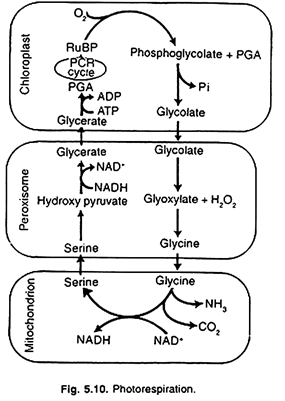 O₂
RuBP
PCR
cycle
PGA
Phosphoglycolate + PGA
ADP
ATP
Pi
Glycerate
Glycolate
Chloroplast
Glycerate
Glycolate
NAD⁺
NADH
Hydroxy pyruvate
Glyoxylate + H₂O₂
Serine
Glycine
Peroxisome
Serine
Glycine
NH₃
CO₂
NADH
NAD⁺
Mitochondrion
Fig. 5.10. Photorespiration.